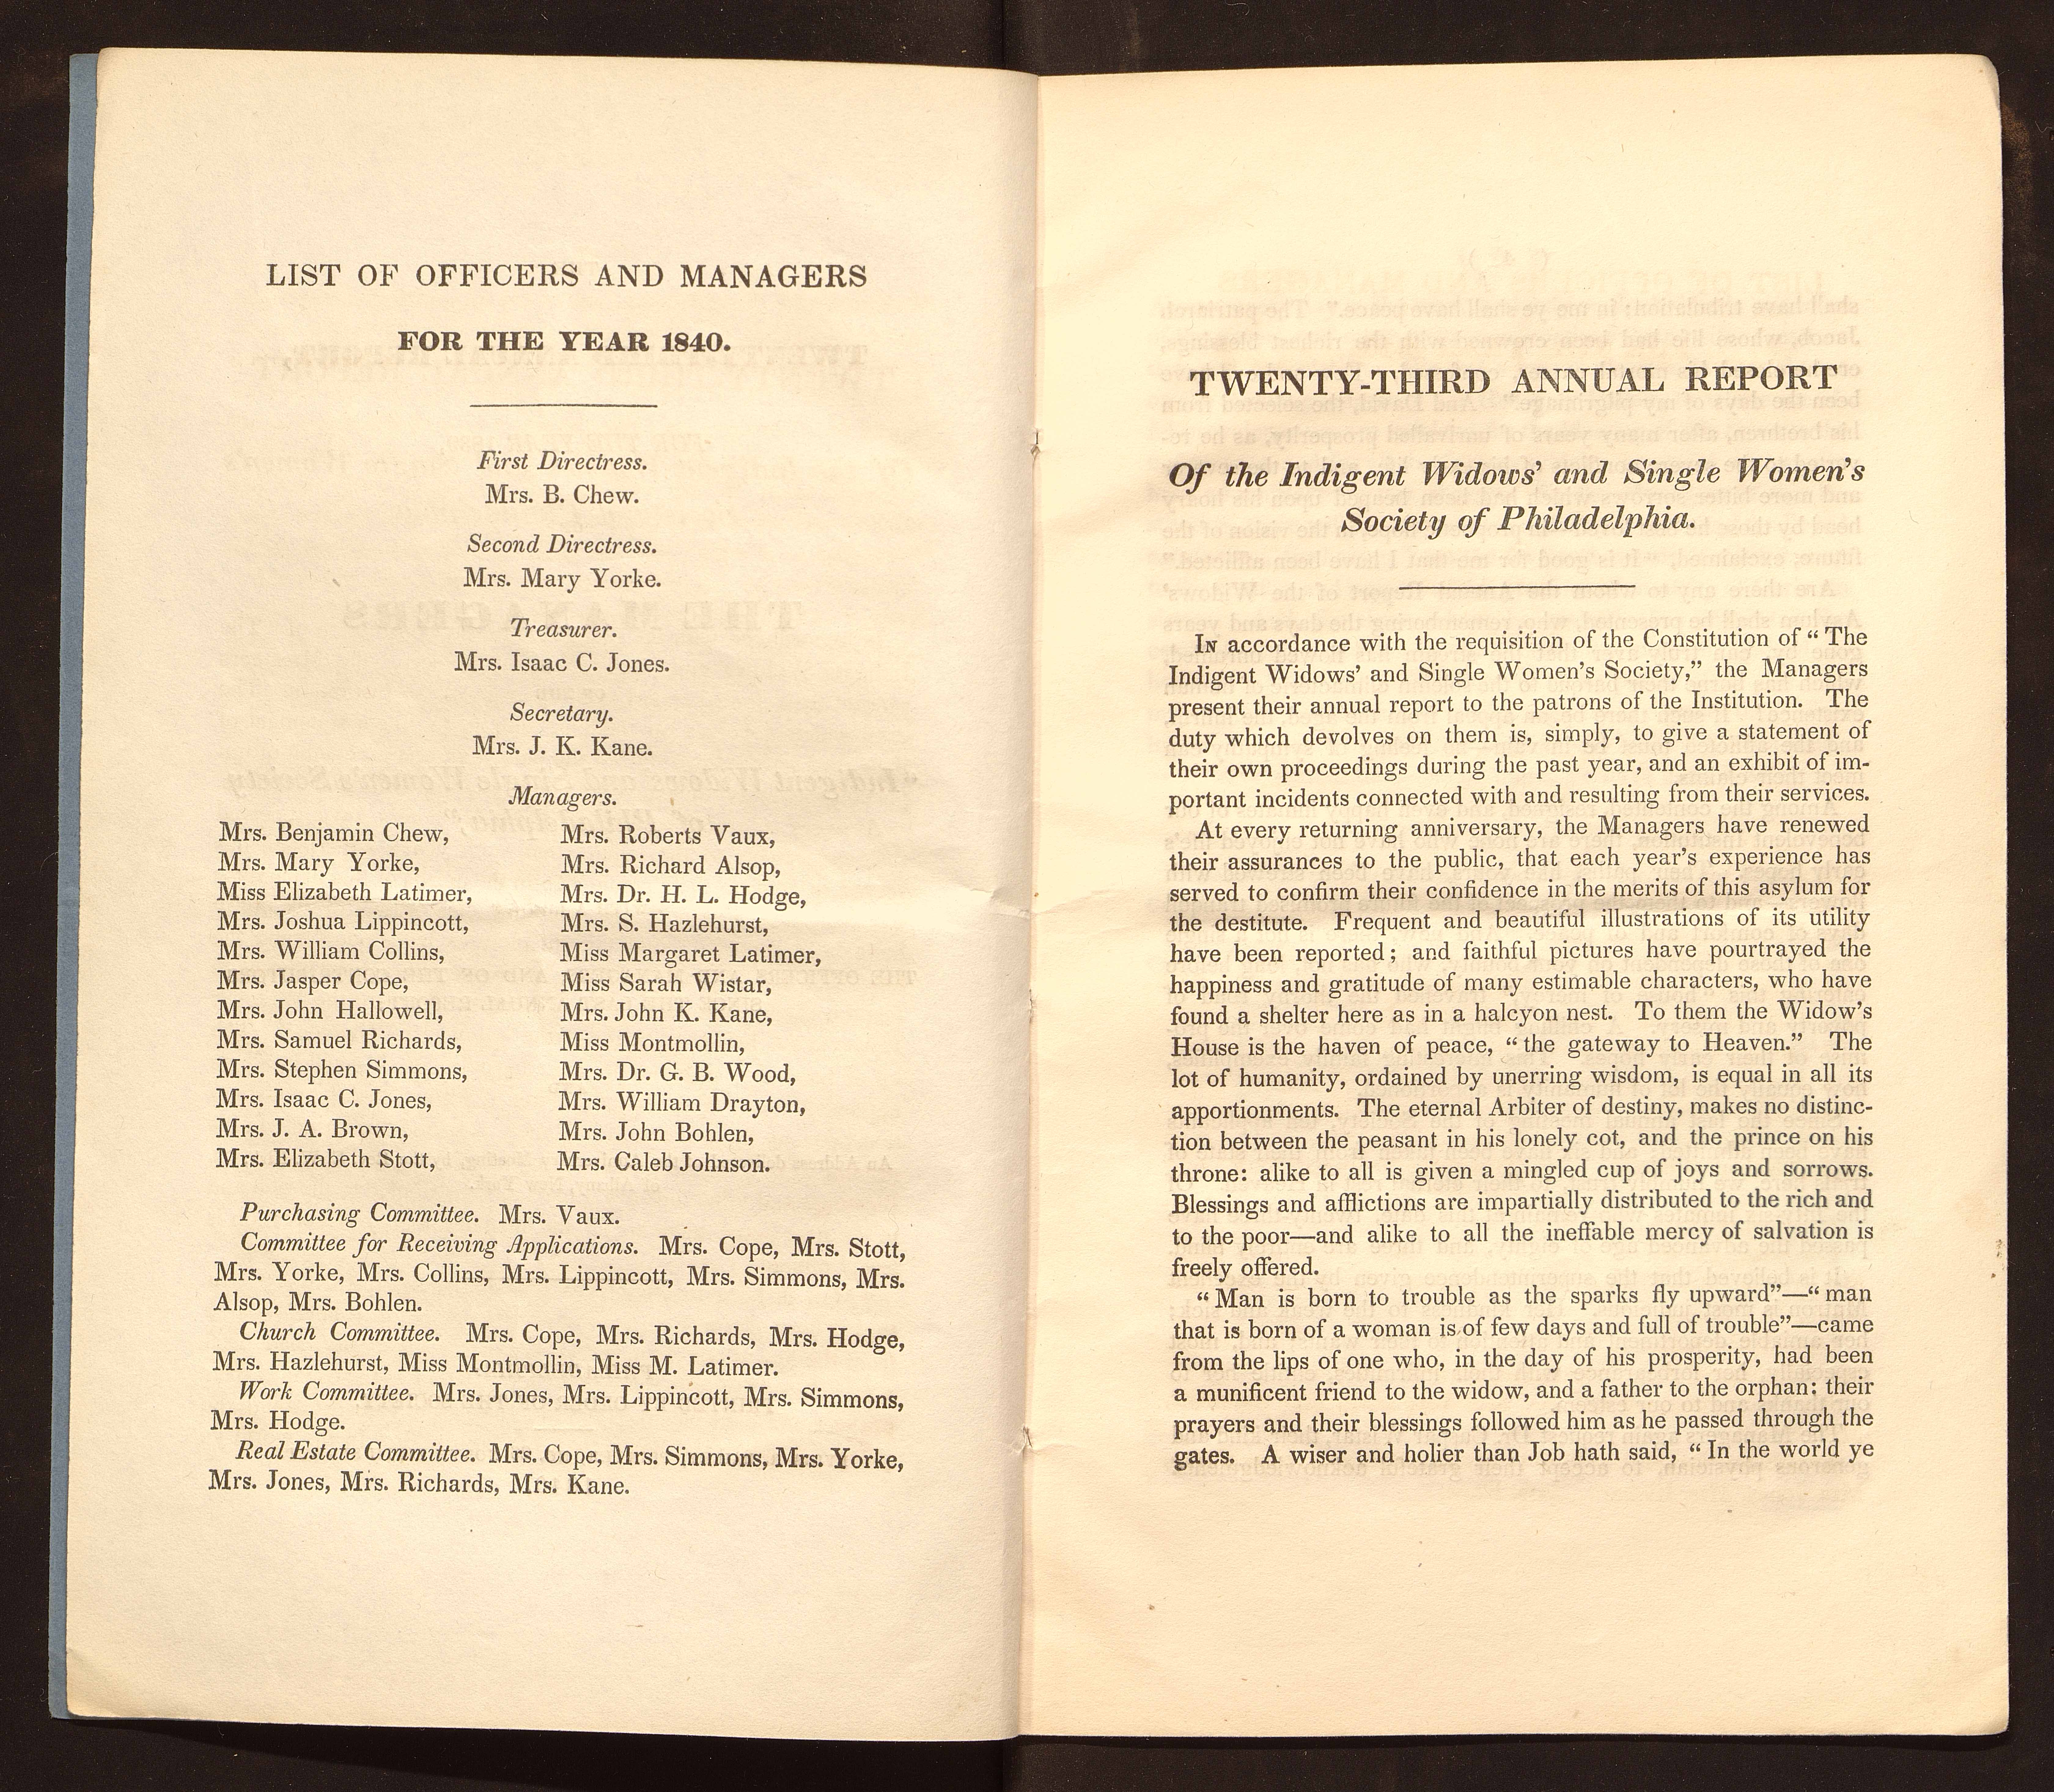 LIST OF OFFICERS AND MANAGERS
FOR THE YEAR 1840.
First Directress.
Mrs. B. Chew.
Second Directress.
Mrs. Mary Yorke.
Treasurer.
Mrs. Isaac C. Jones.
Secretary.
Mrs. J. K. Kane.
Managers.
Mrs. Benjamin Chew,
Mrs. Mary Yorke,
Miss Elizabeth Latimer,
Mrs. Joshua Lippincott,
Mrs. William Collins,
Mrs. Jasper Cope,
Mrs. John Hallowell,
Mrs. Samuel Richards,
Mrs. Stephen Simmons,
Mrs. Isaac C. Jones,
Mrs. J. A. Brown,
Mrs. Elizabeth Stott,
Mrs. Roberts Vaux,
Mrs. Richard Alsop,
Mrs. Dr. H. L. Hodge,
Mrs. S. Hazlehurst,
Miss Margaret Latimer,
Miss Sarah Wistar,
Mrs. John K. Kane,
Miss Montmollin,
Mrs. Dr. G. B. Wood,
Mrs. William Drayton,
Mrs. John Bohlen,
Mrs. Caleb Johnson.
Purchasing Committee. Mrs. Vaux.
Committee for Receiving Applications. Mrs. Cope, Mrs. Stott,
Mrs. Yorke, Mrs. Collins, Mrs. Lippincott, Mrs. Simmons, Mrs.
Alsop, Mrs. Bohlen.
Church Committee. Mrs. Cope, Mrs. Richards, Mrs. Hodge,
Mrs. Hazlehurst, Miss Montmollin, Miss M. Latimer.
Work Committee. Mrs. Jones, Mrs. Lippincott, Mrs. Simmons,
Mrs. Hodge.
Real Estate Committee. Mrs. Cope, Mrs. Simmons, Mrs. Yorke,
Mrs. Jones, Mrs. Richards, Mrs. Kane.
TWENTY-THIRD ANNUAL REPORT
Of the Indigent Widows' and Single Women's
Society of Philadelphia.
IN accordance with the requisition of the Constitution of "The
Indigent Widows' and Single Women's Society," the Managers
present their annual report to the patrons of the Institution. The
duty which devolves on them is, simply, to give a statement of
their own proceedings during the past year, and an exhibit of im-
portant incidents connected with and resulting from their services.
At every returning anniversary, the Managers have renewed
their assurances to the public, that each year's experience has
served to confirm their confidence in the merits of this asylum for
the destitute. Frequent and beautiful illustrations of its utility
have been reported; and faithful pictures have pourtrayed the
happiness and gratitude of many estimable characters, who have
found a shelter here as in a halcyon nest. To them the Widow's
House is the haven of peace, "the gateway to Heaven." The
lot of humanity, ordained by unerring wisdom, is equal in all its
apportionments. The eternal Arbiter of destiny, makes no distinc-
tion between the peasant in his lonely cot, and the prince on his
throne: alike to all is given a mingled cup of joys and sorrows.
Blessings and afflictions are impartially distributed to the rich and
to the poor—and alike to all the ineffable mercy of salvation is
freely offered.
"Man is born to trouble as the sparks fly upward"—"man
that is born of a woman is of few days and full of trouble"—came
from the lips of one who, in the day of his prosperity, had been
a munificent friend to the widow, and a father to the orphan: their
prayers and their blessings followed him as he passed through the
gates. A wiser and holier than Job hath said, "In the world ye